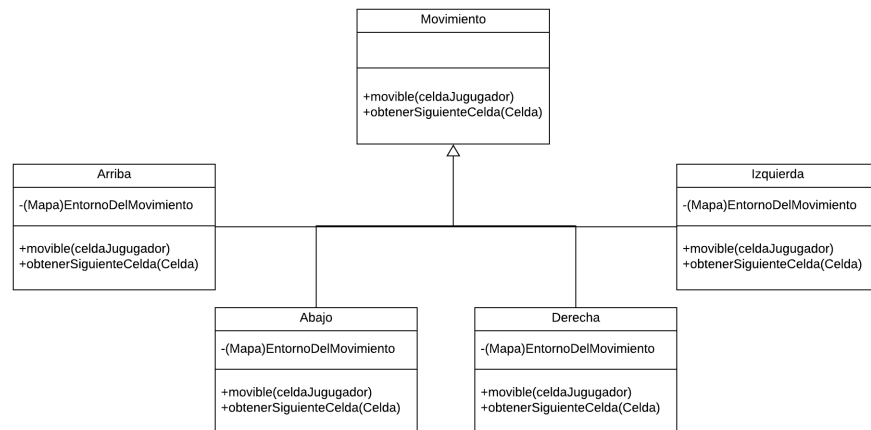 Movimiento
+movible(celdaJugugador)
+obtenerSiguienteCelda(Celda)
Arriba
-(Mapa)EntornoDelMovimiento
+movible(celdaJugugador)
+obtenerSiguienteCelda(Celda)
Izquierda
-(Mapa)EntornoDelMovimiento
+movible(celdaJugugador)
+obtenerSiguienteCelda(Celda)
Abajo
-(Mapa)EntornoDelMovimiento
+movible(celdaJugugador)
+obtenerSiguienteCelda(Celda)
Derecha
-(Mapa)EntornoDelMovimiento
+movible(celdaJugugador)
+obtenerSiguienteCelda(Celda)